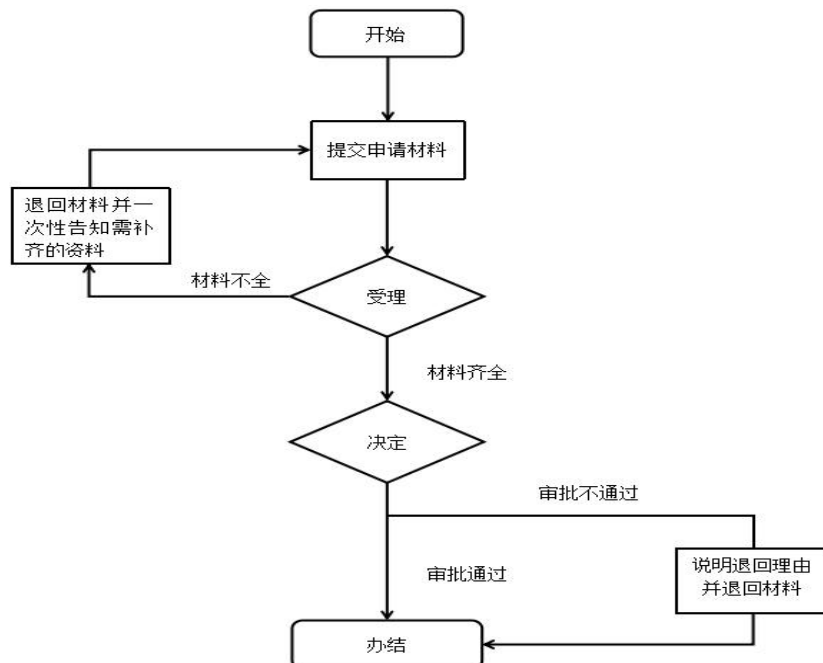 开始
提交申请材料
退回材料并一
次性告知需补
齐的资料
材料不全
受理
材料齐全
决定
审批不通过
审批通过
说明退回理由
并退回材料
办结